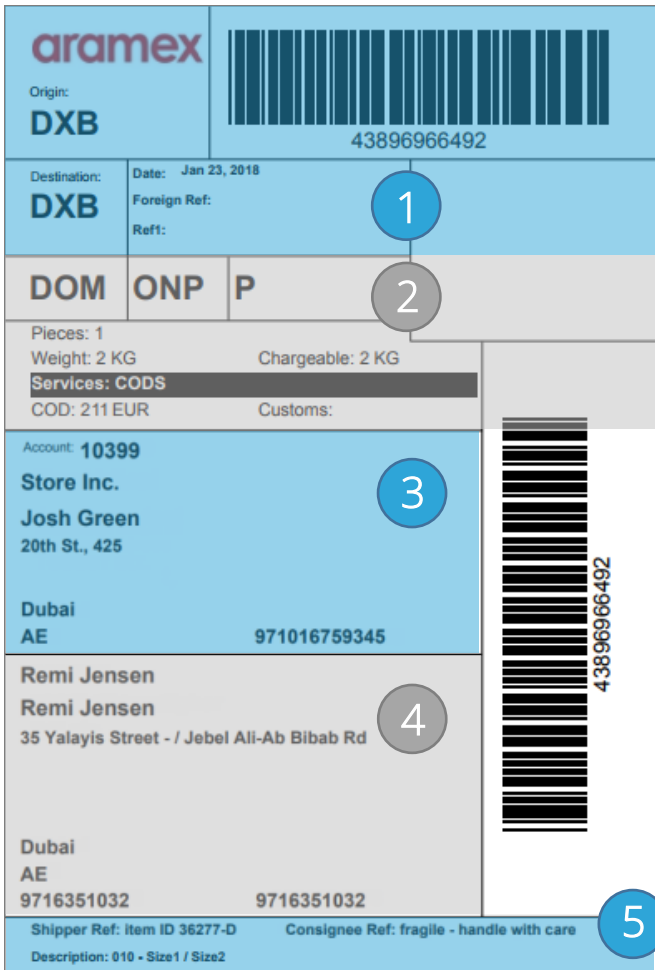 aramex
Origin:
DXB
43896966492
Destination:
DXB
Date: Jan 23, 2018
Foreign Ref:
Ref1:
1
DOM ONP P
2
Pieces: 1
Weight: 2 KG Chargeable: 2 KG
Services: CODS
COD: 211 EUR Customs:
Account: 10399
Store Inc.
Josh Green
20th St., 425
3
Dubai
AE 971016759345
43896966492
Remi Jensen
Remi Jensen
35 Yalayis Street - / Jebel Ali-Ab Bibab Rd
4
Dubai
AE
9716351032 9716351032
Shipper Ref: item ID 36277-D Consignee Ref: fragile - handle with care
5
Description: 010 - Size1 / Size2